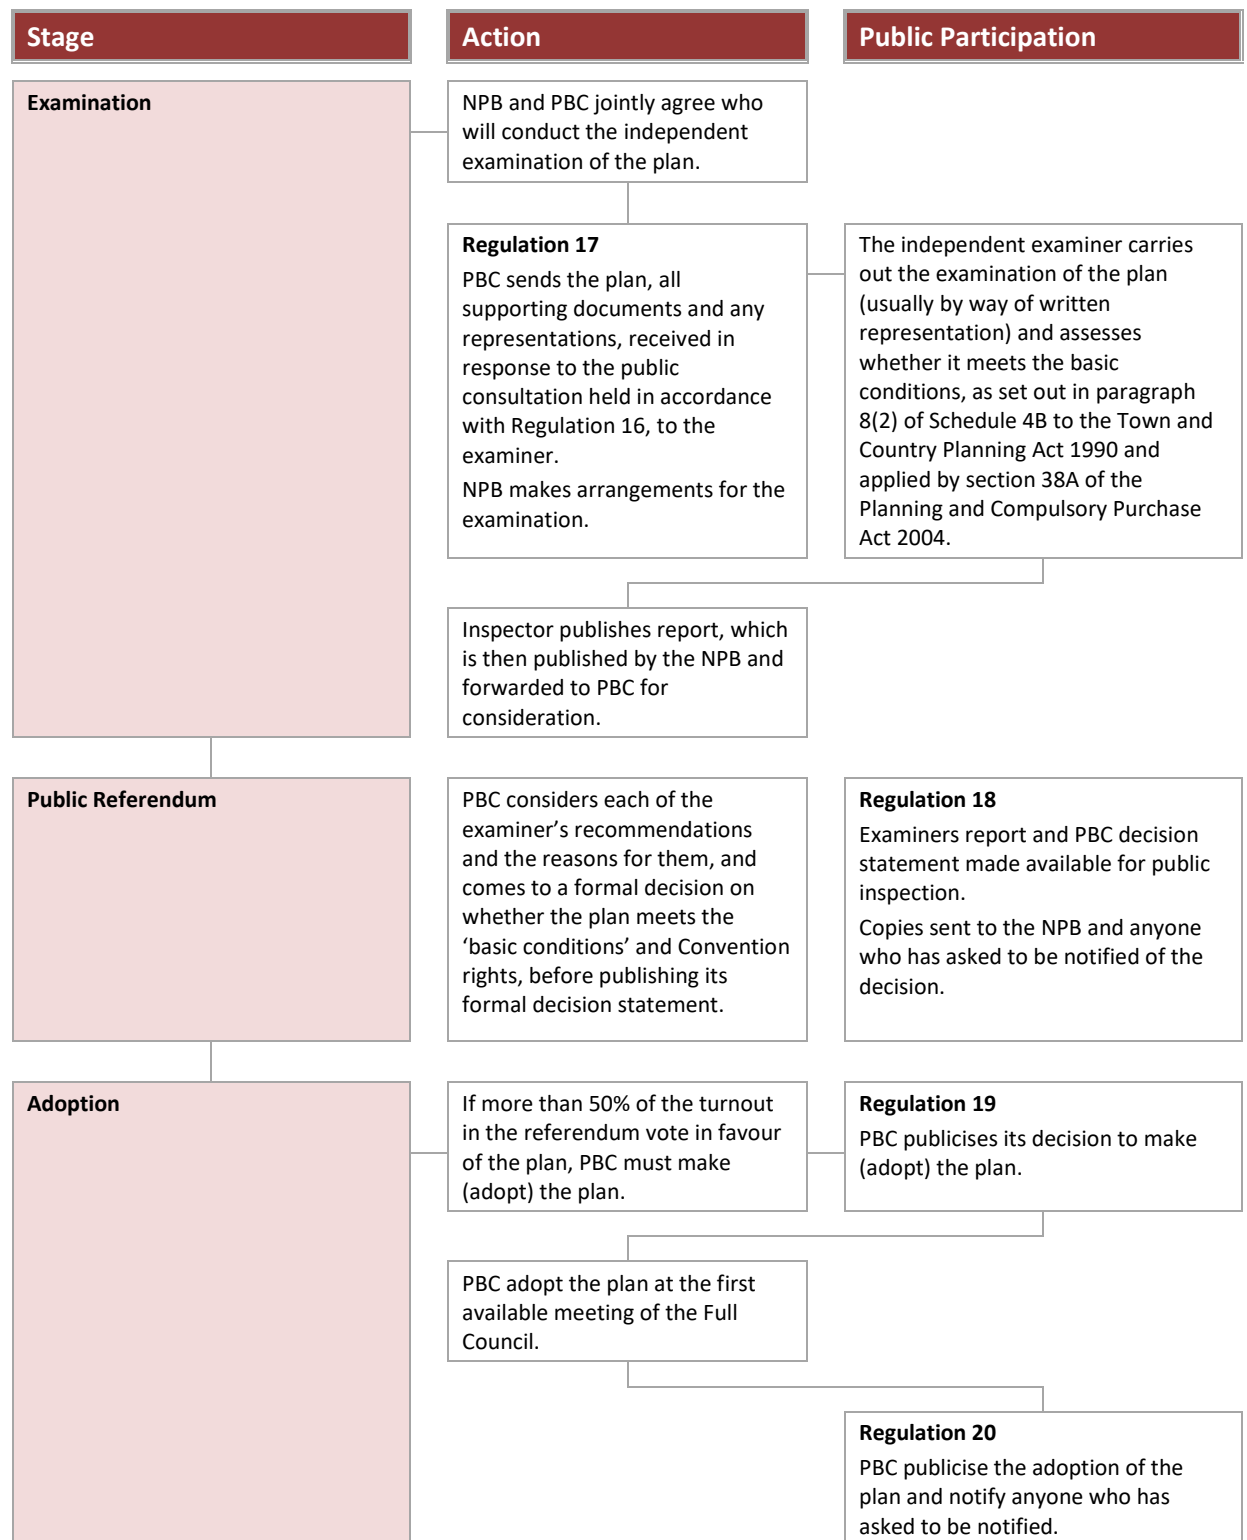 Stage
Action
Public Participation
Examination
NPB and PBC jointly agree who
will conduct the independent
examination of the plan.
Regulation 17
PBC sends the plan, all
supporting documents and any
representations, received in
response to the public
consultation held in accordance
with Regulation 16, to the
examiner.
NPB makes arrangements for the
examination.
The independent examiner carries
out the examination of the plan
(usually by way of written
representation) and assesses
whether it meets the basic
conditions, as set out in paragraph
8(2) of Schedule 4B to the Town and
Country Planning Act 1990 and
applied by section 38A of the
Planning and Compulsory Purchase
Act 2004.
Inspector publishes report, which
is then published by the NPB and
forwarded to PBC for
consideration.
Public Referendum
PBC considers each of the
examiner’s recommendations
and the reasons for them, and
comes to a formal decision on
whether the plan meets the
‘basic conditions’ and Convention
rights, before publishing its
formal decision statement.
Regulation 18
Examiners report and PBC decision
statement made available for public
inspection.
Copies sent to the NPB and anyone
who has asked to be notified of the
decision.
Adoption
If more than 50% of the turnout
in the referendum vote in favour
of the plan, PBC must make
(adopt) the plan.
Regulation 19
PBC publicises its decision to make
(adopt) the plan.
PBC adopt the plan at the first
available meeting of the Full
Council.
Regulation 20
PBC publicise the adoption of the
plan and notify anyone who has
asked to be notified.